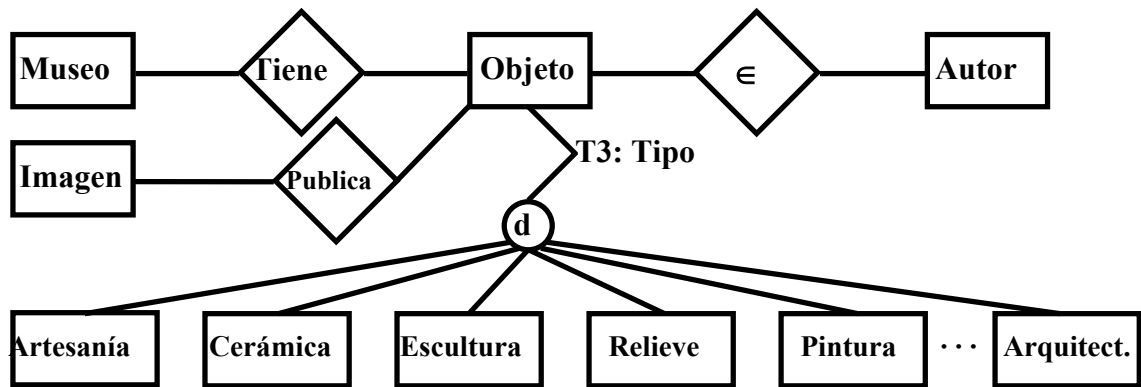 Museo Tiene Objeto ∈ Autor
T3: Tipo
Imagen Publica
d
Artesanía Cerámica Escultura Relieve Pintura ··· Arquitect.